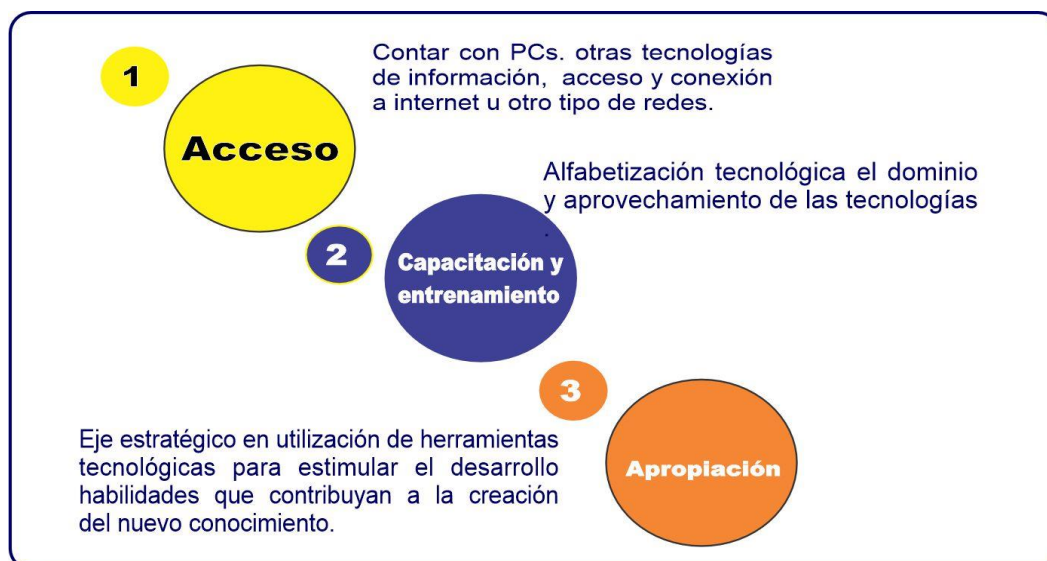 1
Acceso
Contar con PCs. otras tecnologías
de información, acceso y conexión
a internet u otro tipo de redes.
2
Capacitación y
entrenamiento
Alfabetización tecnológica el dominio
y aprovechamiento de las tecnologías
.
3
Apropiación
Eje estratégico en utilización de herramientas
tecnológicas para estimular el desarrollo
habilidades que contribuyan a la creación
del nuevo conocimiento.